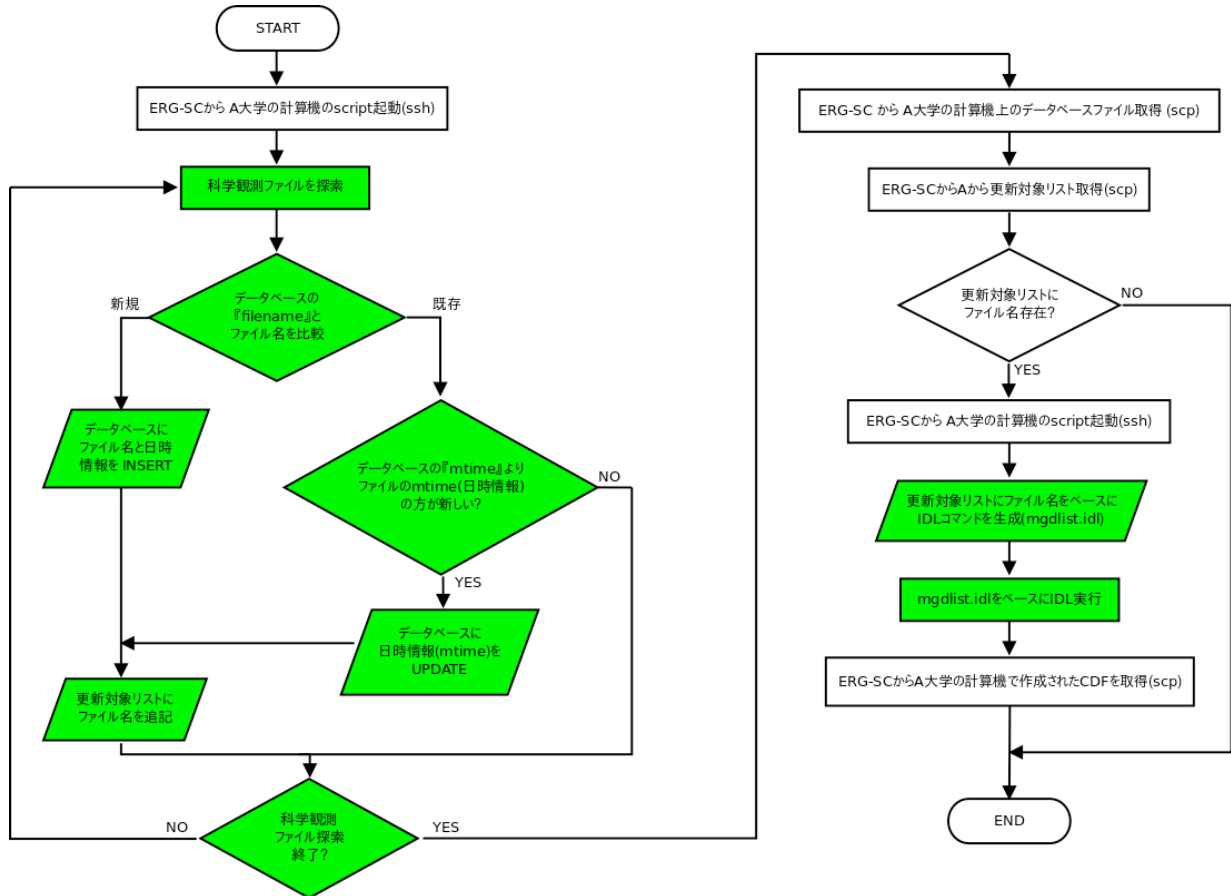 START
ERG-SCから A大学の計算機のscript起動(ssh)
科学観測ファイルを探索
データベースの
『filename』と
ファイル名を比較
新規
既存
データベースに
ファイル名と日時
情報を INSERT
データベースの『mtime』より
ファイルのmtime(日時情報)
の方が新しい?
NO
YES
データベースに
日時情報(mtime)を
UPDATE
更新対象リストに
ファイル名を追記
科学観測
ファイル探索
終了?
NO
YES
ERG-SC から A大学の計算機上のデータベースファイル取得 (scp)
ERG-SCからAから更新対象リスト取得(scp)
更新対象リストに
ファイル名存在?
NO
YES
ERG-SCから A大学の計算機のscript起動(ssh)
更新対象リストにファイル名をベースに
IDLコマンドを生成(mgdlist.idl)
mgdlist.idlをベースにIDL実行
ERG-SCからA大学の計算機で作成されたCDFを取得(scp)
END